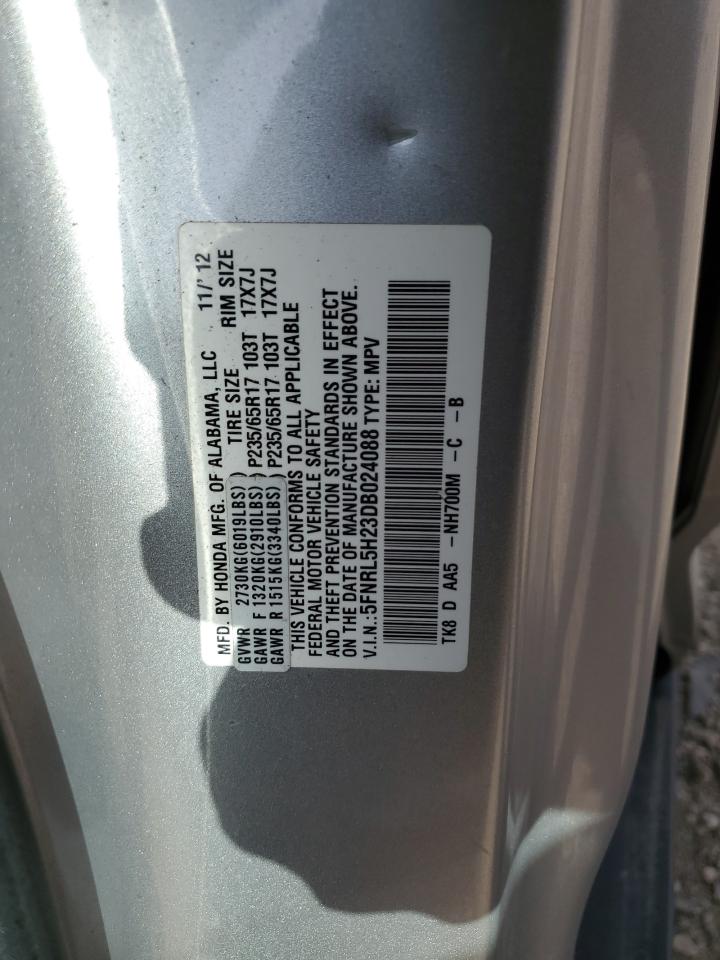 MFD. BY HONDA MFG. OF ALABAMA, LLC 11/'12
TIRE SIZE RIM SIZE
GVWR 2730KG(6019LBS)
GAWR F 1320KG(2910LBS) P235/65R17 103T 17X7J
GAWR R 1515KG(3340LBS) P235/65R17 103T 17X7J
THIS VEHICLE CONFORMS TO ALL APPLICABLE
FEDERAL MOTOR VEHICLE SAFETY
AND THEFT PREVENTION STANDARDS IN EFFECT
ON THE DATE OF MANUFACTURE SHOWN ABOVE.
V.I.N.:5FNRL5H23DB024088 TYPE: MPV
TK8 D AA5 -NH700M -C -B